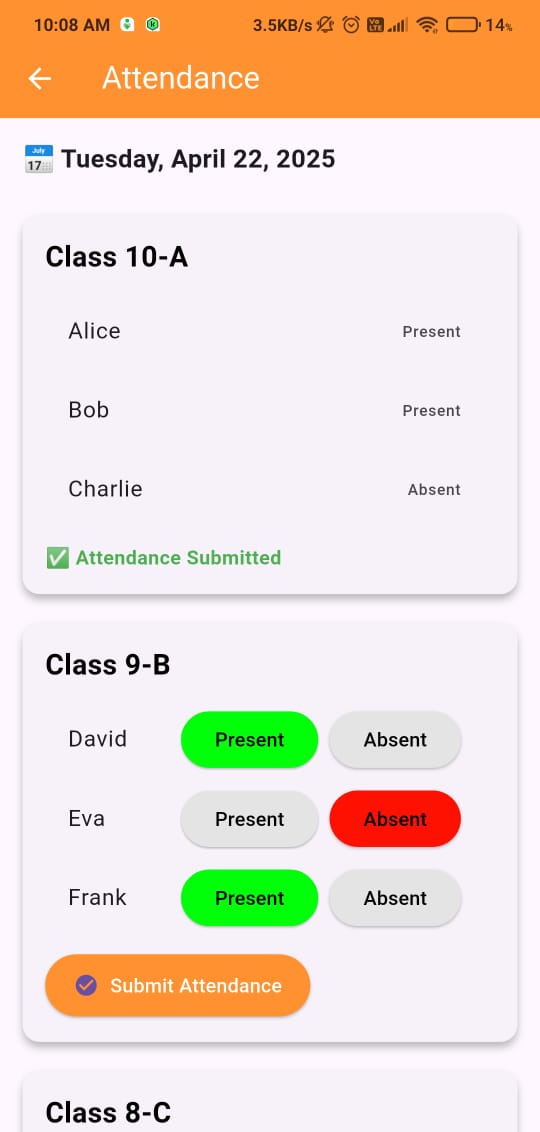 10:08 AM 3.5KB/s Vo LTE 14%
Attendance
July
17
Tuesday, April 22, 2025
Class 10-A
Alice Present
Bob Present
Charlie Absent
✅ Attendance Submitted
Class 9-B
David Present Absent
Eva Present Absent
Frank Present Absent
Submit Attendance
Class 8-C